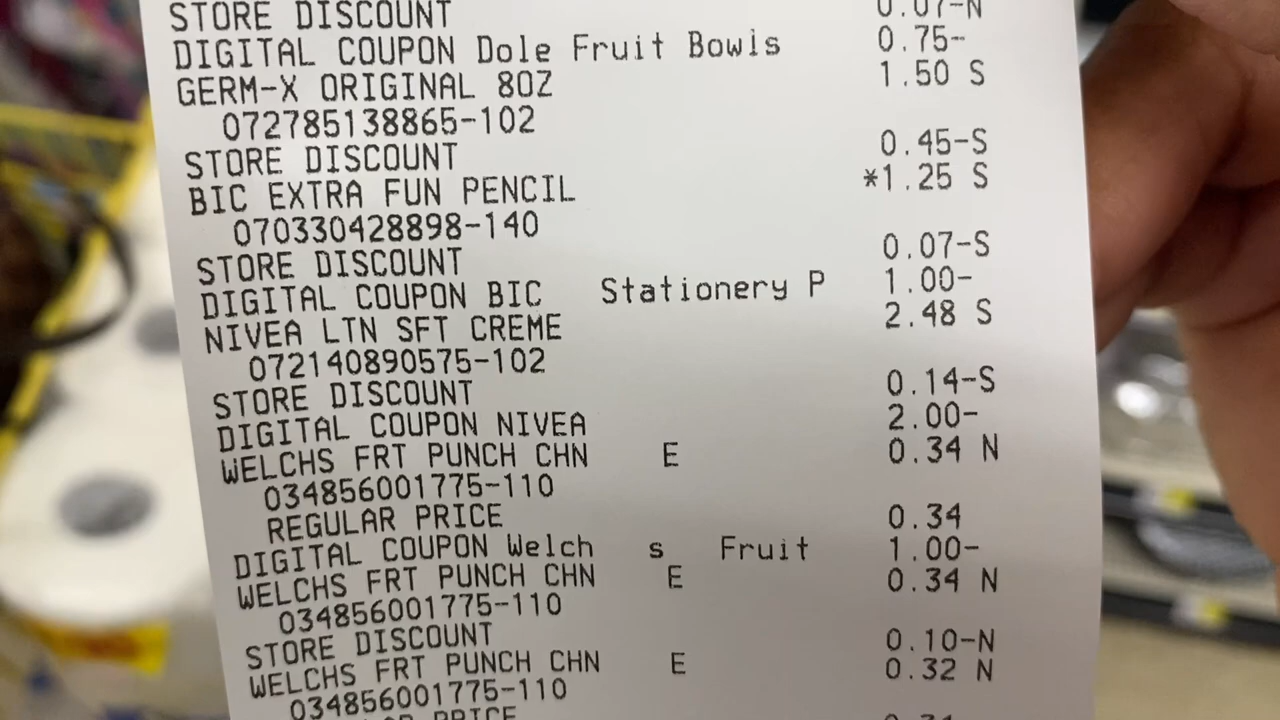 STORE DISCOUNT 0.07-N
DIGITAL COUPON Dole Fruit Bowls 0.75-
GERM-X ORIGINAL 8OZ 1.50 S
072785138865-102
STORE DISCOUNT 0.45-S
BIC EXTRA FUN PENCIL *1.25 S
070330428898-140
STORE DISCOUNT 0.07-S
DIGITAL COUPON BIC Stationery P 1.00-
NIVEA LTN SFT CREME 2.48 S
072140890575-102
STORE DISCOUNT 0.14-S
DIGITAL COUPON NIVEA 2.00-
WELCHS FRT PUNCH CHN E 0.34 N
034856001775-110
REGULAR PRICE 0.34
DIGITAL COUPON Welch s Fruit 1.00-
WELCHS FRT PUNCH CHN E 0.34 N
034856001775-110
STORE DISCOUNT 0.10-N
WELCHS FRT PUNCH CHN E 0.32 N
034856001775-110
PRICE